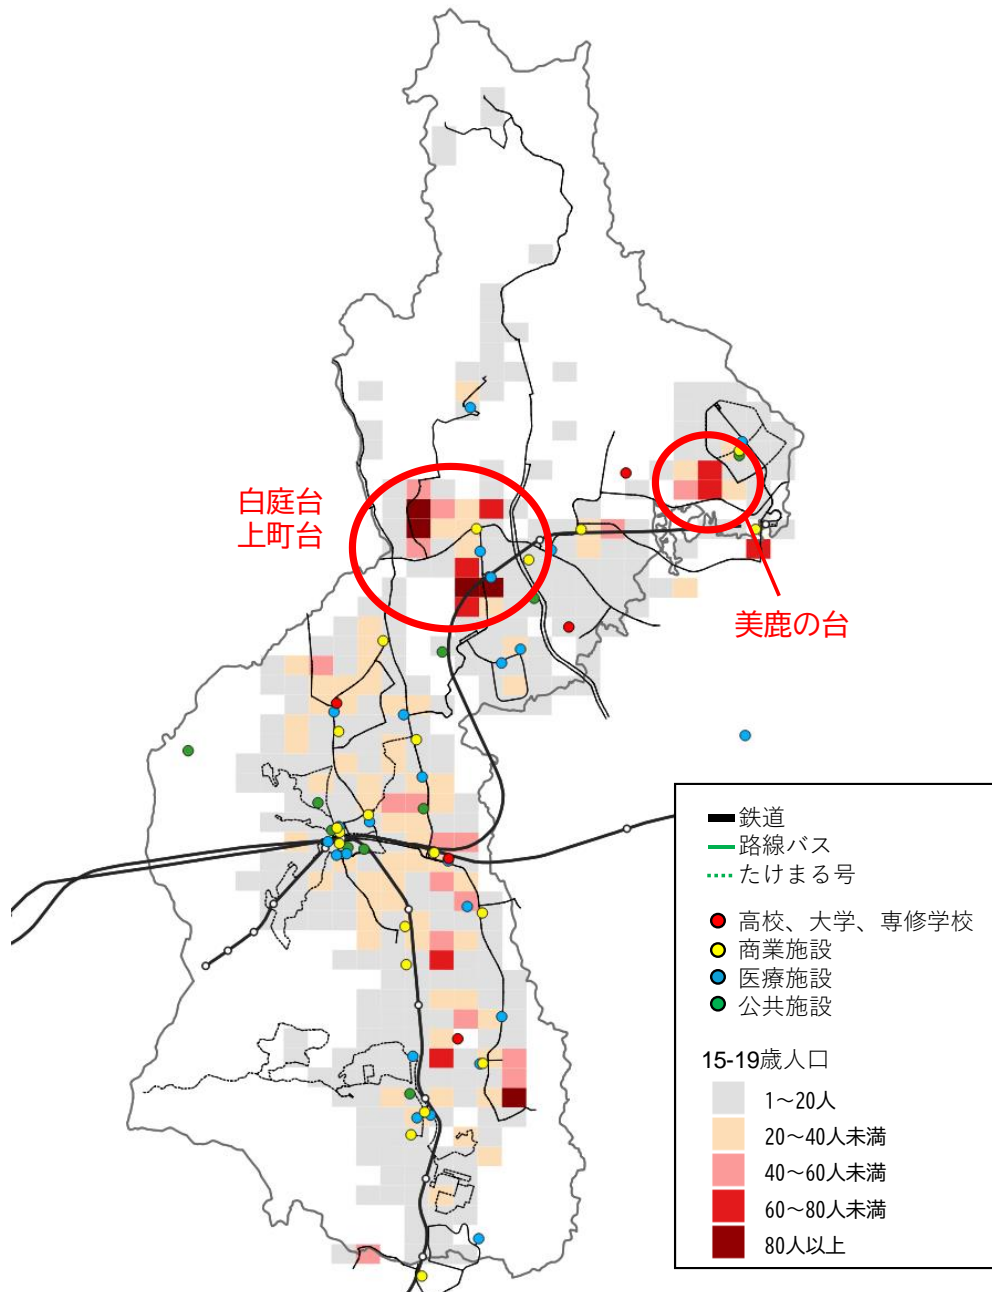 白庭台
上町台
美鹿の台
鉄道
路線バス
たけまる号
高校、大学、専修学校
商業施設
医療施設
公共施設
15-19歳人口
1～20人
20～40人未満
40～60人未満
60～80人未満
80人以上